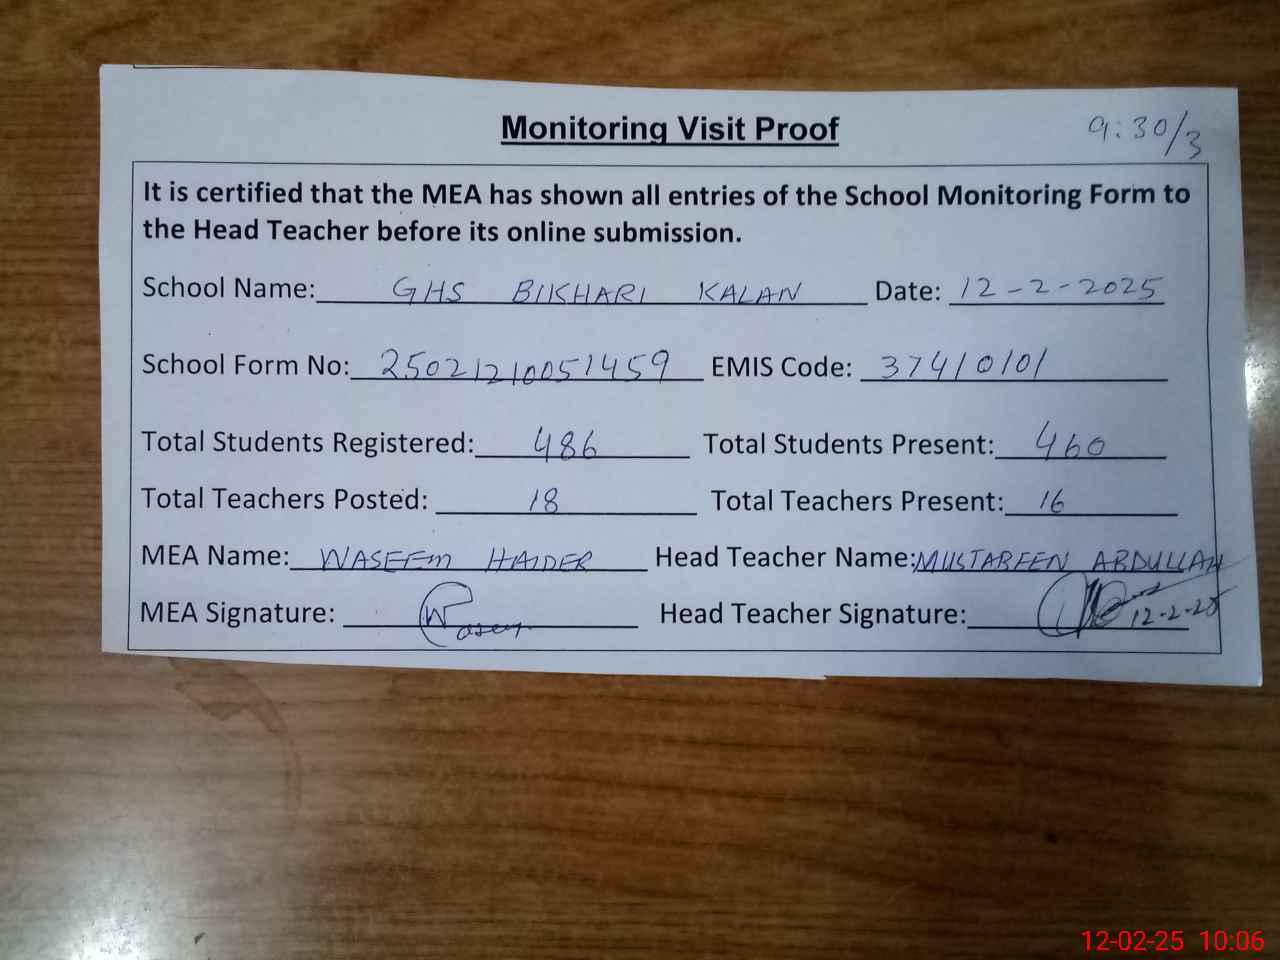 Monitoring Visit Proof
9:30/3
It is certified that the MEA has shown all entries of the School Monitoring Form to
the Head Teacher before its online submission.
School Name: GHS BIKHARI KALAN Date: 12-2-2025
School Form No: 25021210051459 EMIS Code: 37410101
Total Students Registered: 486 Total Students Present: 460
Total Teachers Posted: 18 Total Teachers Present: 16
MEA Name: WASEEM HAIDER Head Teacher Name: MUSTABEEN ABDULLAH
MEA Signature: Head Teacher Signature: 12-2-25
12-02-25 10:06